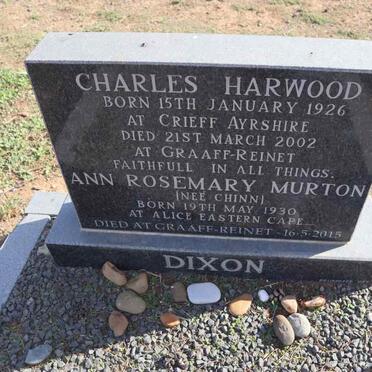 CHARLES HARWOOD
BORN 15TH JANUARY 1926
AT CRIEFF AYRSHIRE
DIED 21ST MARCH 2002
AT GRAAFF-REINET
FAITHFULL IN ALL THINGS.
ANN ROSEMARY MURTON
(NEÉ CHINN)
BORN 19TH MAY 1930
AT ALICE EASTERN CAPE
DIED AT GRAAFF-REINET - 16-5-2015
DIXON